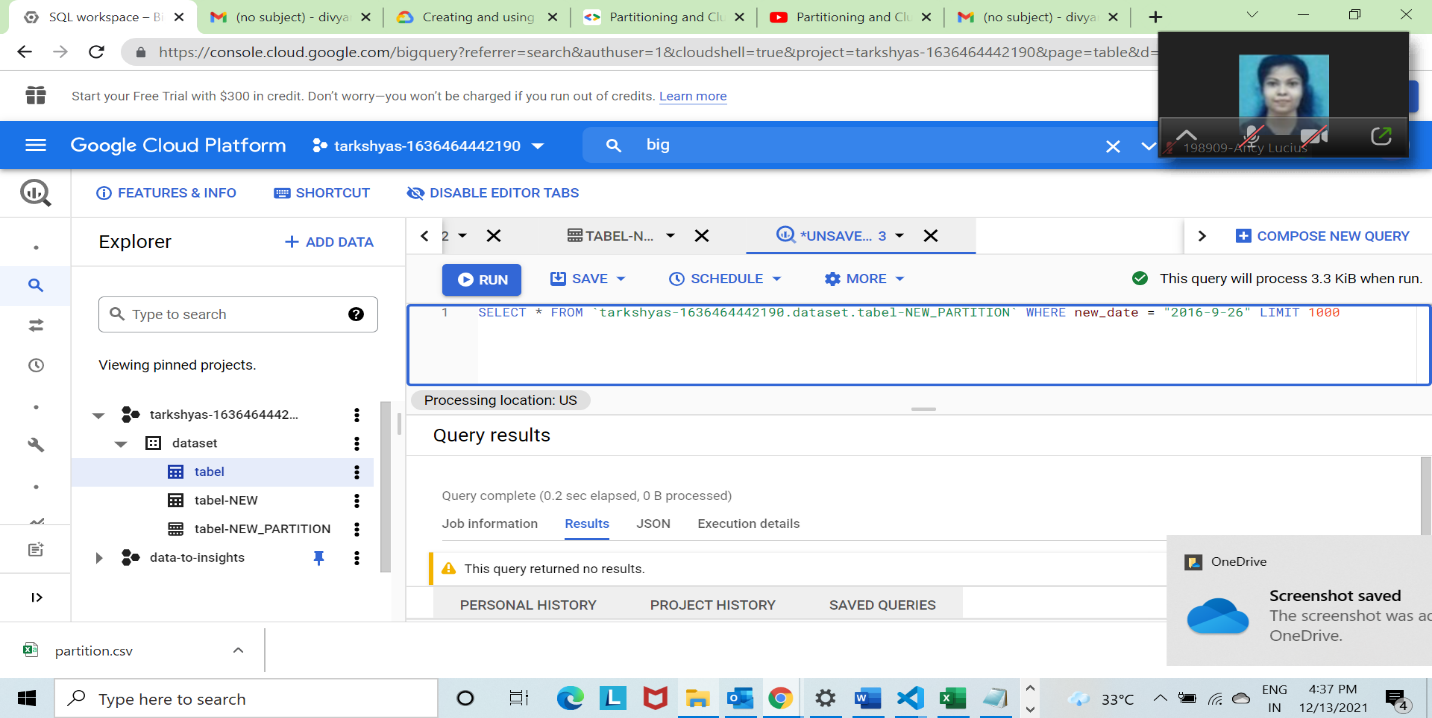 SQL workspace – Bi
(no subject) - divya
Creating and using
Partitioning and Clu
Partitioning and Clu
(no subject) - divya
https://console.cloud.google.com/bigquery?referrer=search&authuser=1&cloudshell=true&project=tarkshyas-1636464442190&page=table&d=
Start your Free Trial with $300 in credit. Don't worry—you won't be charged if you run out of credits. Learn more
Google Cloud Platform
tarkshyas-1636464442190
big
198909-Ancy Lucius
FEATURES & INFO
SHORTCUT
DISABLE EDITOR TABS
Explorer
+ ADD DATA
2
TABEL-N...
*UNSAVE... 3
COMPOSE NEW QUERY
RUN
SAVE
SCHEDULE
MORE
This query will process 3.3 KiB when run.
Type to search
1 SELECT * FROM `tarkshyas-1636464442190.dataset.tabel-NEW_PARTITION` WHERE new_date = "2016-9-26" LIMIT 1000
Viewing pinned projects.
Processing location: US
tarkshyas-1636464442...
dataset
tabel
tabel-NEW
tabel-NEW_PARTITION
data-to-insights
Query results
Query complete (0.2 sec elapsed, 0 B processed)
Job information
Results
JSON
Execution details
This query returned no results.
PERSONAL HISTORY
PROJECT HISTORY
SAVED QUERIES
OneDrive
Screenshot saved
The screenshot was
OneDrive.
partition.csv
Type here to search
33°C
ENG
IN
4:37 PM
12/13/2021
4